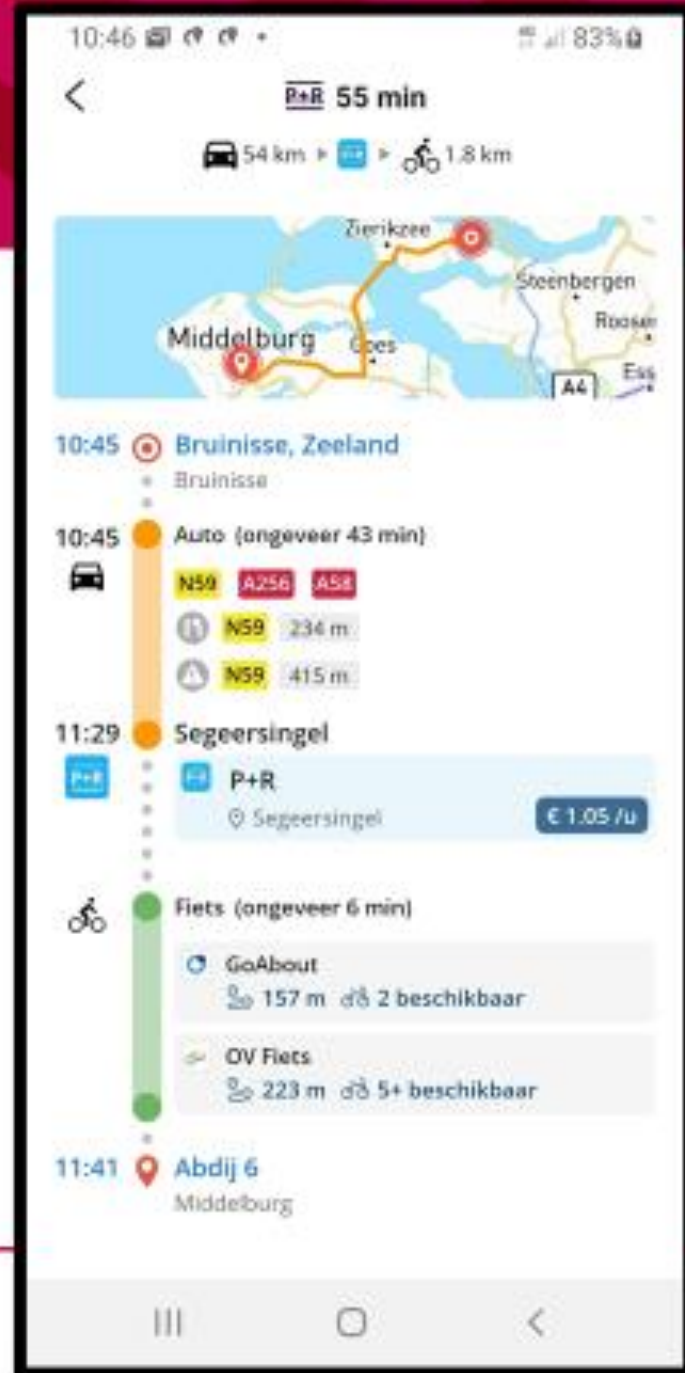 10:46 83%
P+R 55 min
54 km P+R 1.8 km
Zierikzee
Steenbergen
Roosen
Middelburg
Goes
A4
Ess
10:45 Bruinisse, Zeeland
Bruinisse
10:45 Auto (ongeveer 43 min)
N59 A256 A58
N59 234 m
N59 415 m
11:29 Segeersingel
P+R P+R P+R
Segeersingel € 1.05 /u
Fiets (ongeveer 6 min)
GoAbout
157 m 2 beschikbaar
OV Fiets
223 m 5+ beschikbaar
11:41 Abdij 6
Middelburg